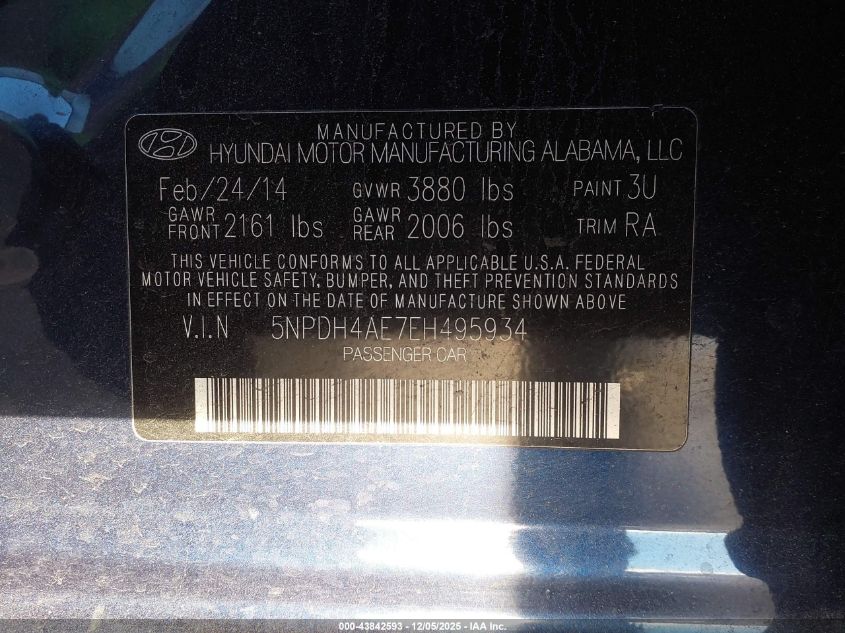 MANUFACTURED BY
HYUNDAI MOTOR MANUFACTURING ALABAMA, LLC
Feb/24/14 GVWR 3880 lbs PAINT 3U
GAWR FRONT 2161 lbs GAWR REAR 2006 lbs TRIM RA
THIS VEHICLE CONFORMS TO ALL APPLICABLE U.S.A. FEDERAL
MOTOR VEHICLE SAFETY, BUMPER, AND THEFT PREVENTION STANDARDS
IN EFFECT ON THE DATE OF MANUFACTURE SHOWN ABOVE
V.I.N 5NPDH4AE7EH495934
PASSENGER CAR
000-43842593 - 12/05/2025 - IAA Inc.